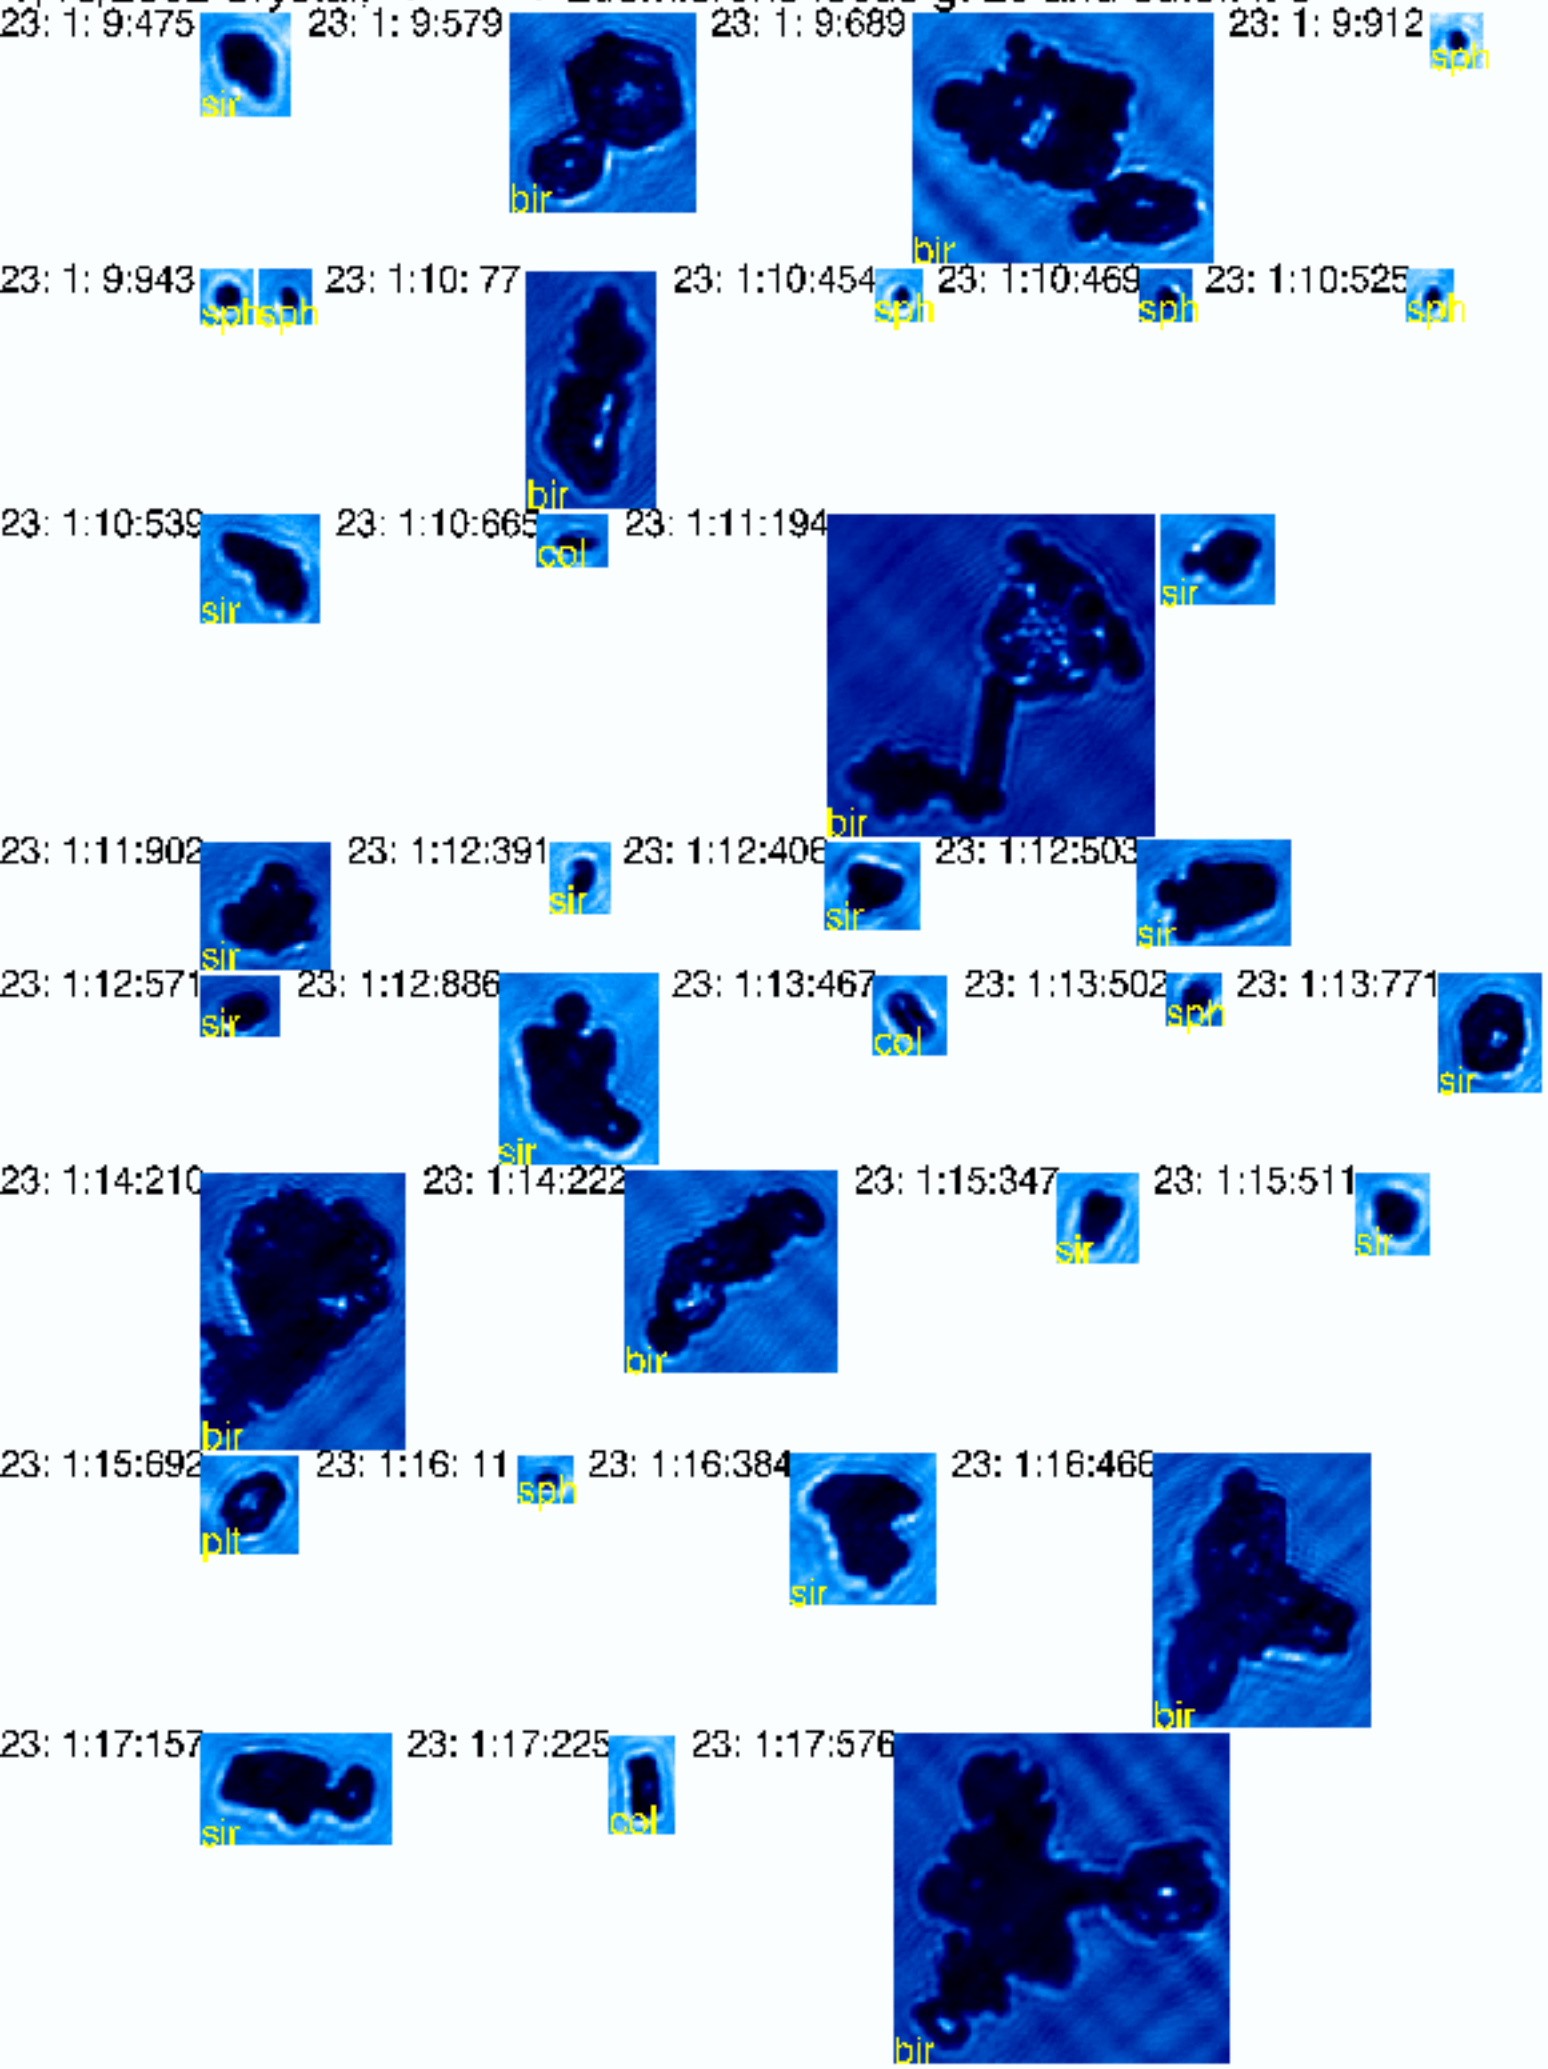 23: 1: 9:475 23: 1: 9:579 23: 1: 9:689 23: 1: 9:912
sir bir bir sph
23: 1: 9:943 23: 1:10: 77 23: 1:10:454 23: 1:10:469 23: 1:10:525
sph sph bir sph sph sph
23: 1:10:539 23: 1:10:665 23: 1:11:194
sir col bir sir
23: 1:11:902 23: 1:12:391 23: 1:12:406 23: 1:12:503
sir sir sir sir
23: 1:12:571 23: 1:12:886 23: 1:13:467 23: 1:13:502 23: 1:13:771
sir sir col sph sir
23: 1:14:210 23: 1:14:222 23: 1:15:347 23: 1:15:511
bir bir sir sir
23: 1:15:692 23: 1:16: 11 23: 1:16:384 23: 1:16:466
plt sph sir bir
23: 1:17:157 23: 1:17:225 23: 1:17:576
sir col bir